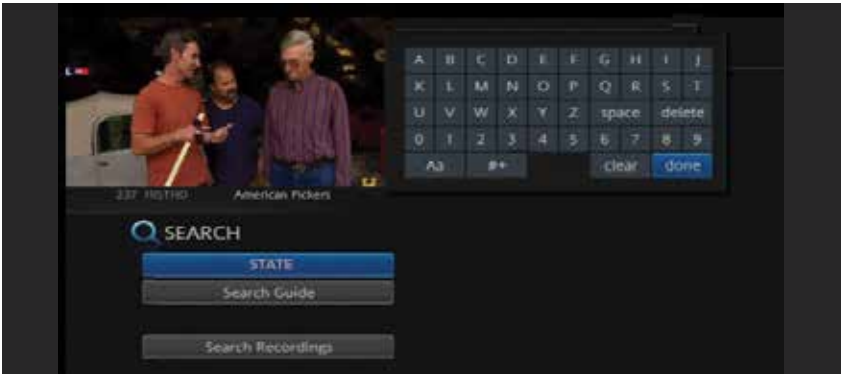 A B C D E F G H I J
K L M N O P Q R S T
U V W X Y Z space delete
0 1 2 3 4 5 6 7 8 9
Aa #+ clear done
237 American Pickers
SEARCH
STATE
Search Guide
Search Recordings